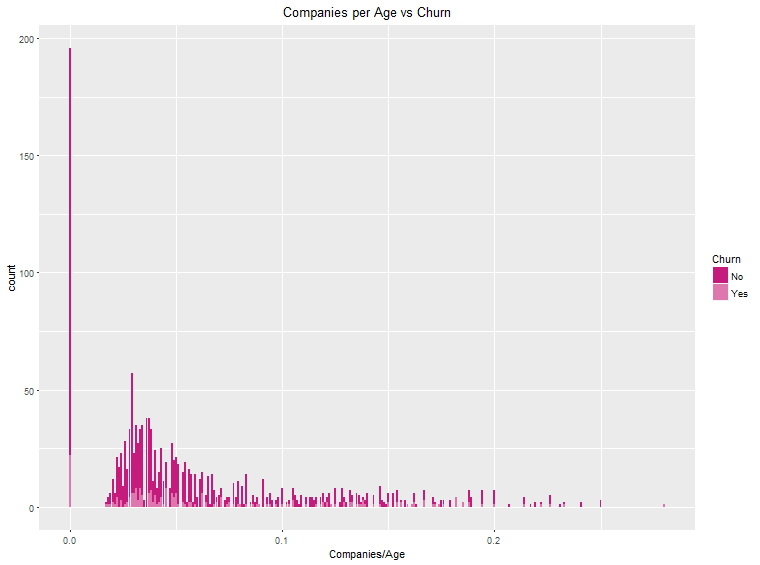 Companies per Age vs Churn
200
150
100
50
0
count
0.0
0.1
0.2
Companies/Age
Churn
No
Yes